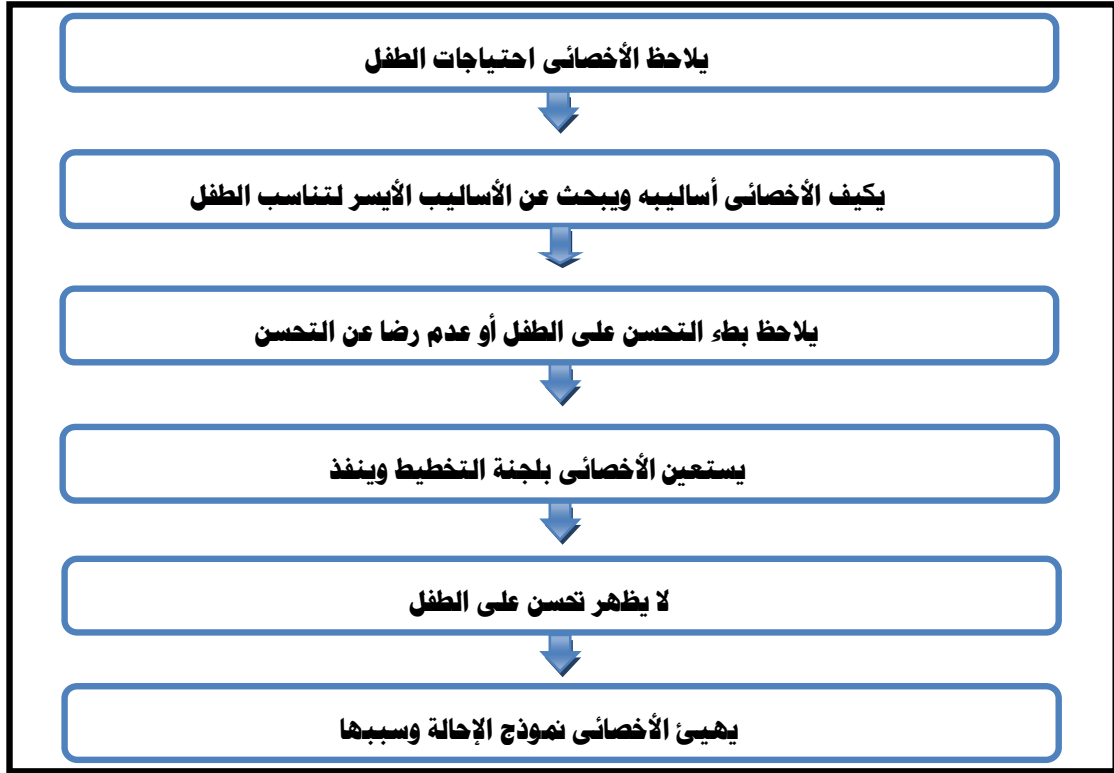 يلاحظ الأخصائى احتياجات الطفل
يكيف الأخصائى أساليبه ويبحث عن الأساليب الأيسر لتناسب الطفل
يلاحظ بطء التحسن على الطفل أو عدم رضا عن التحسن
يستعين الأخصائى بلجنة التخطيط وينفذ
لا يظهر تحسن على الطفل
يهيئ الأخصائى نموذج الإحالة وسببها